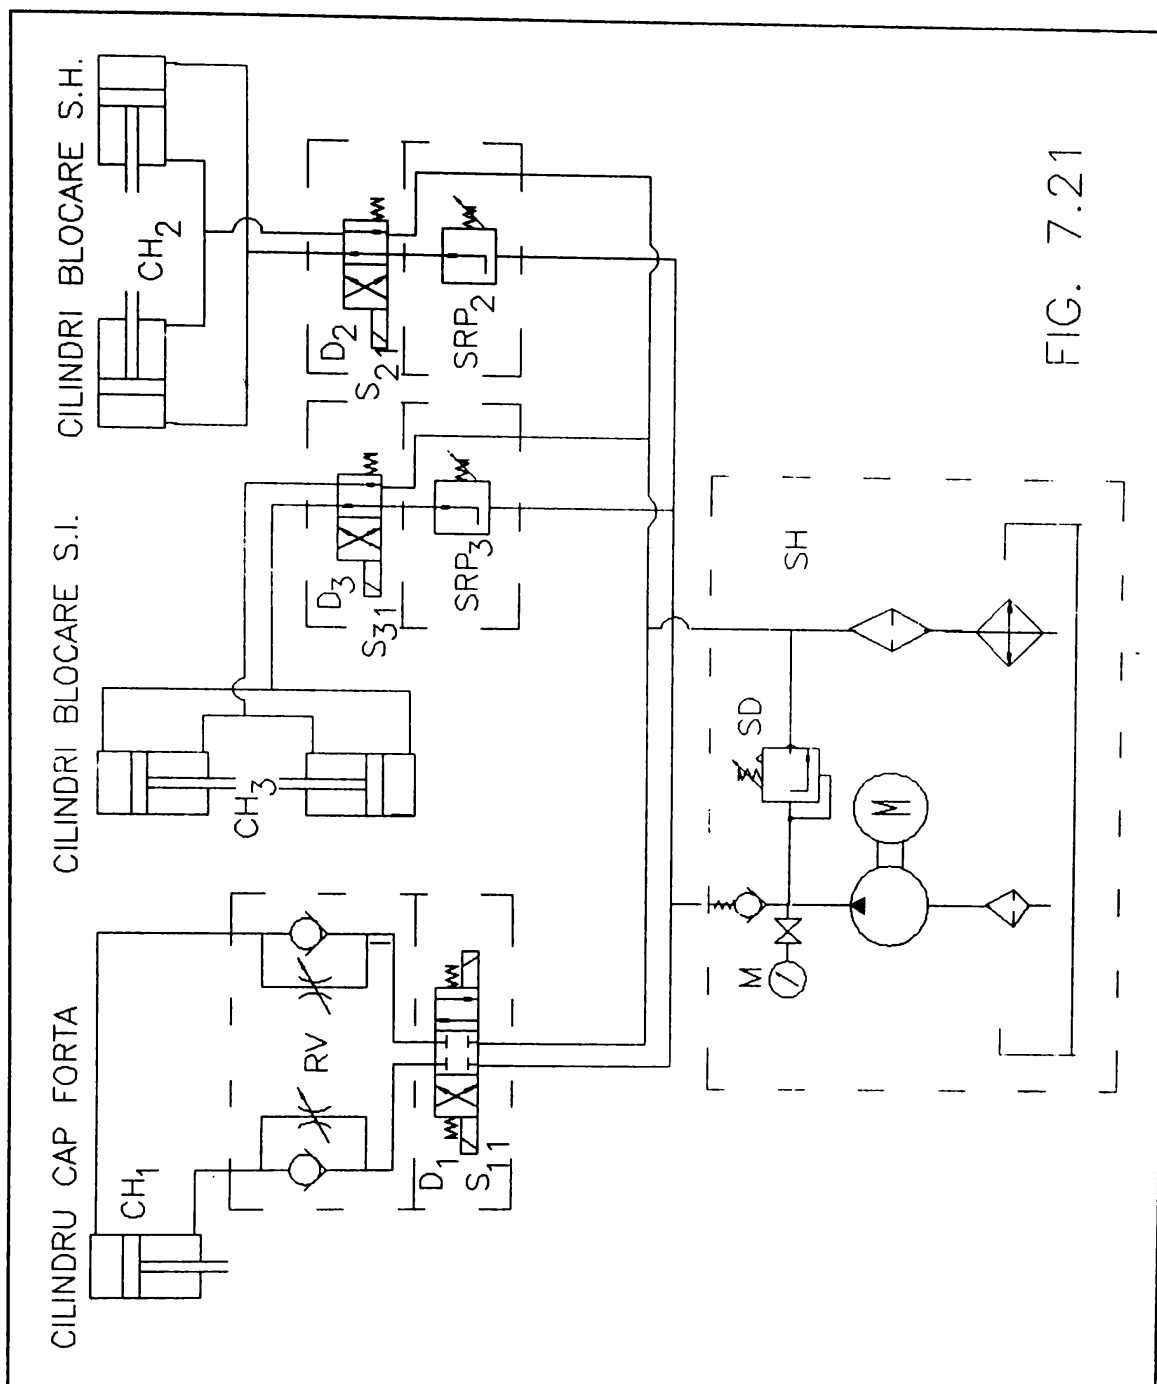 CILINDRU CAP FORTA
CILINDRI BLOCARE S.I.
CILINDRI BLOCARE S.H.
CH1
CH3
CH2
RV
D1
S11
D3
S31
SRP3
D2
S21
SRP2
M
SD
M
SH
FIG. 7.21